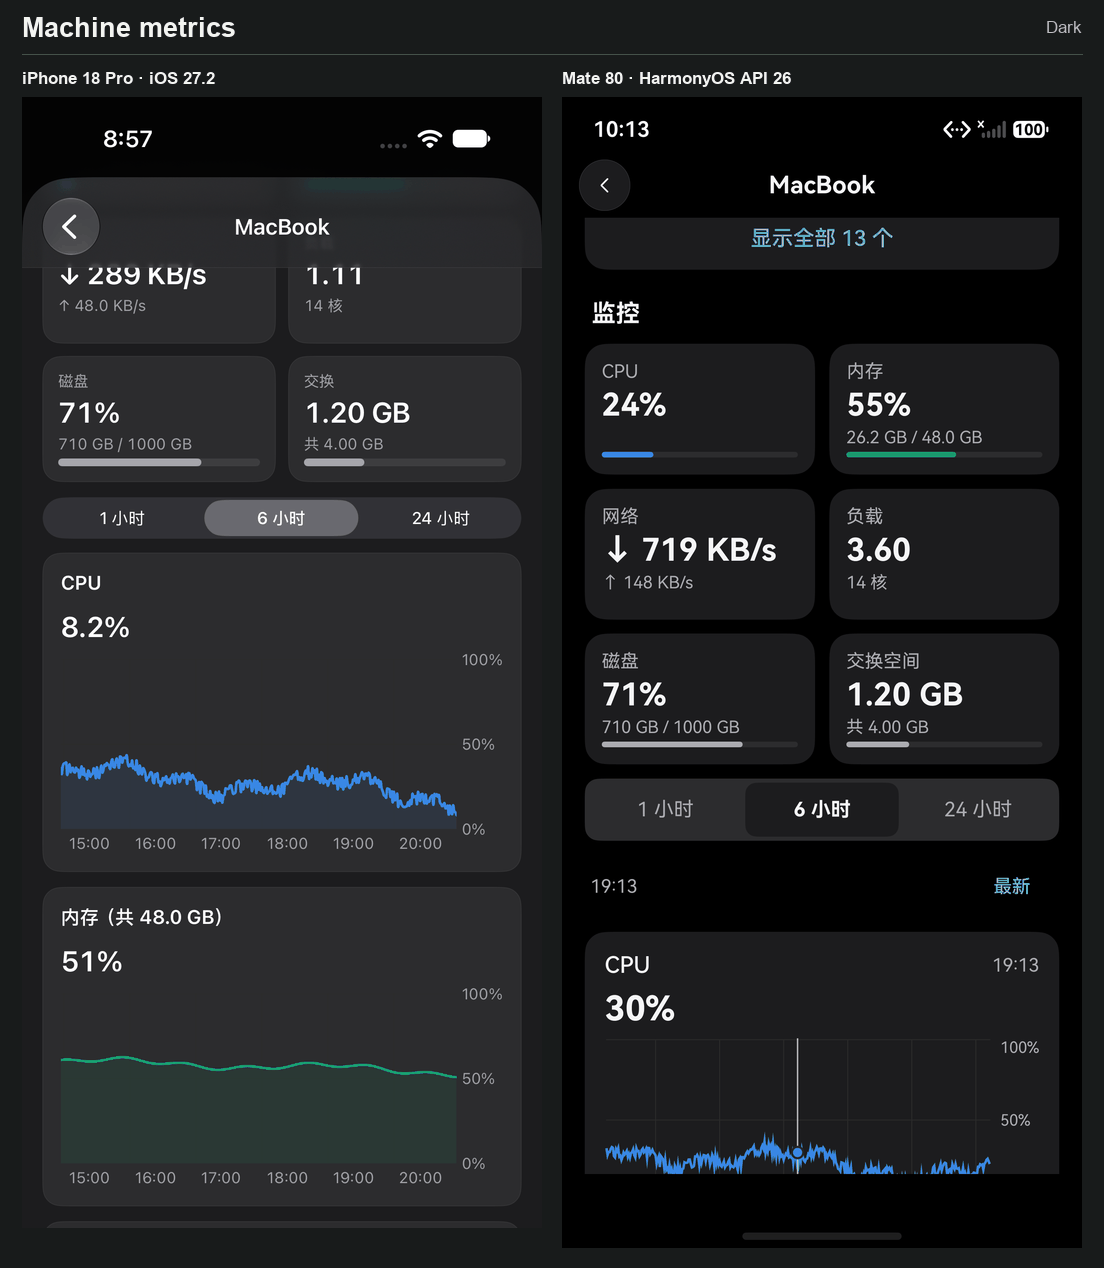 Machine metrics
Dark
iPhone 18 Pro · iOS 27.2
8:57
MacBook
↓ 289 KB/s
↑ 48.0 KB/s
1.11
14 核
磁盘
71%
710 GB / 1000 GB
交换
1.20 GB
共 4.00 GB
1 小时
6 小时
24 小时
CPU
8.2%
100%
50%
0%
15:00 16:00 17:00 18:00 19:00 20:00
内存（共 48.0 GB）
51%
100%
50%
0%
15:00 16:00 17:00 18:00 19:00 20:00
Mate 80 · HarmonyOS API 26
10:13
100
MacBook
显示全部 13 个
监控
CPU
24%
内存
55%
26.2 GB / 48.0 GB
网络
↓ 719 KB/s
↑ 148 KB/s
负载
3.60
14 核
磁盘
71%
710 GB / 1000 GB
交换空间
1.20 GB
共 4.00 GB
1 小时
6 小时
24 小时
19:13
最新
CPU
19:13
30%
100%
50%